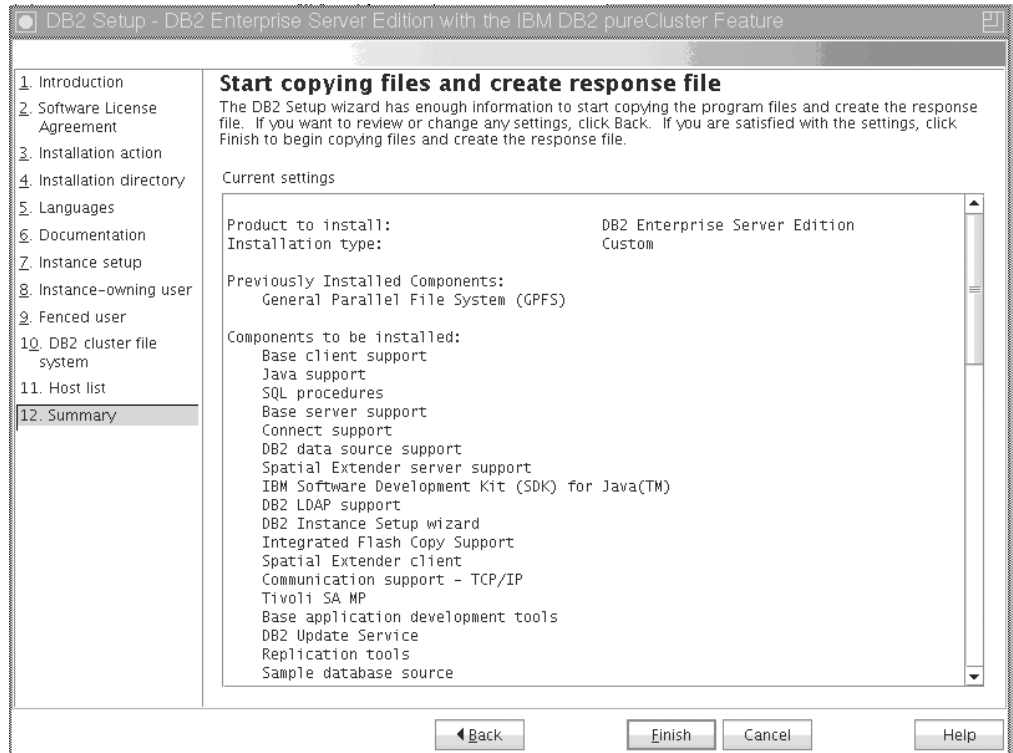 DB2 Setup - DB2 Enterprise Server Edition with the IBM DB2 pureCluster Feature
1. Introduction
2. Software License
Agreement
3. Installation action
4. Installation directory
5. Languages
6. Documentation
7. Instance setup
8. Instance-owning user
9. Fenced user
10. DB2 cluster file
system
11. Host list
12. Summary
Start copying files and create response file
The DB2 Setup wizard has enough information to start copying the program files and create the response
file. If you want to review or change any settings, click Back. If you are satisfied with the settings, click
Finish to begin copying files and create the response file.
Current settings
Product to install: DB2 Enterprise Server Edition
Installation type: Custom
Previously Installed Components:
General Parallel File System (GPFS)
Components to be installed:
Base client support
Java support
SQL procedures
Base server support
Connect support
DB2 data source support
Spatial Extender server support
IBM Software Development Kit (SDK) for Java(TM)
DB2 LDAP support
DB2 Instance Setup wizard
Integrated Flash Copy Support
Spatial Extender client
Communication support - TCP/IP
Tivoli SA MP
Base application development tools
DB2 Update Service
Replication tools
Sample database source
Back Finish Cancel Help